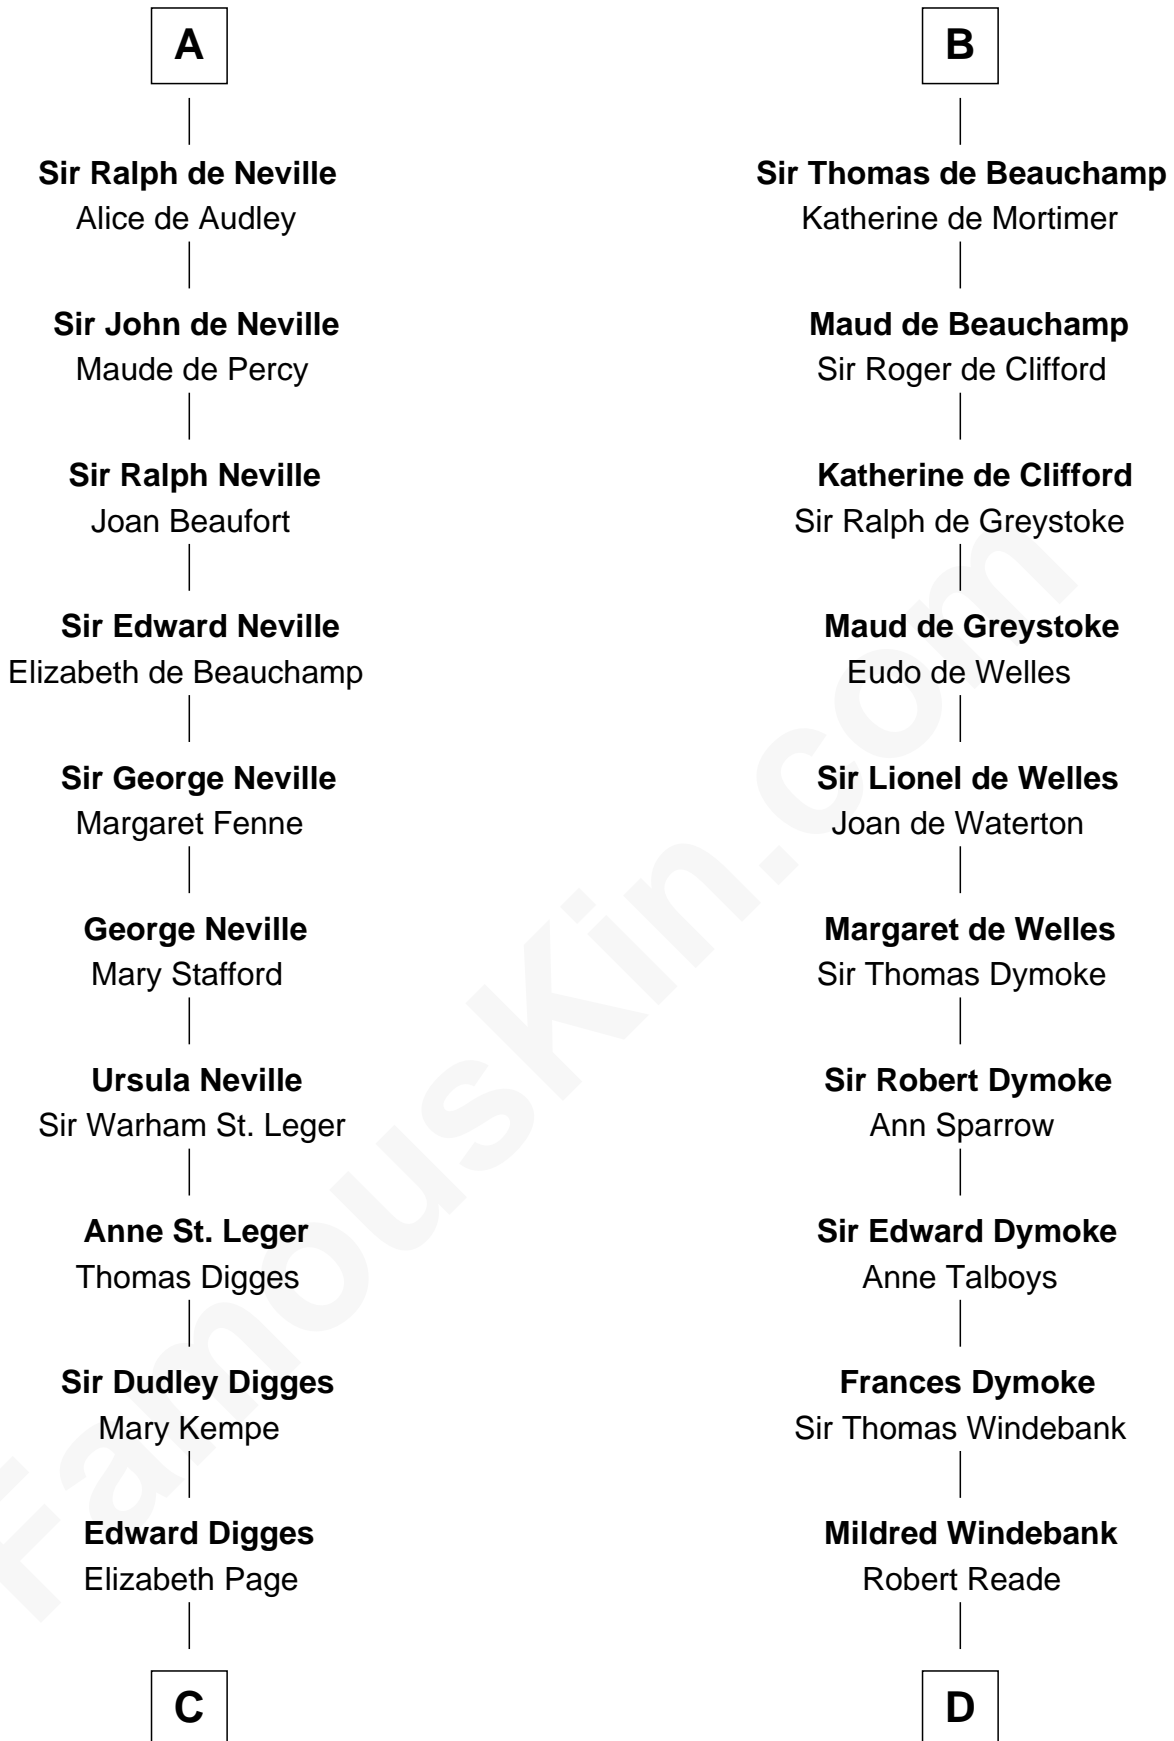 A
Sir Ralph de Neville
Alice de Audley
Sir John de Neville
Maude de Percy
Sir Ralph Neville
Joan Beaufort
Sir Edward Neville
Elizabeth de Beauchamp
Sir George Neville
Margaret Fenne
George Neville
Mary Stafford
Ursula Neville
Sir Warham St. Leger
Anne St. Leger
Thomas Digges
Sir Dudley Digges
Mary Kempe
Edward Digges
Elizabeth Page
C
B
Sir Thomas de Beauchamp
Katherine de Mortimer
Maud de Beauchamp
Sir Roger de Clifford
Katherine de Clifford
Sir Ralph de Greystoke
Maud de Greystoke
Eudo de Welles
Sir Lionel de Welles
Joan de Waterton
Margaret de Welles
Sir Thomas Dymoke
Sir Robert Dymoke
Ann Sparrow
Sir Edward Dymoke
Anne Talboys
Frances Dymoke
Sir Thomas Windebank
Mildred Windebank
Robert Reade
D
FamousKin.com